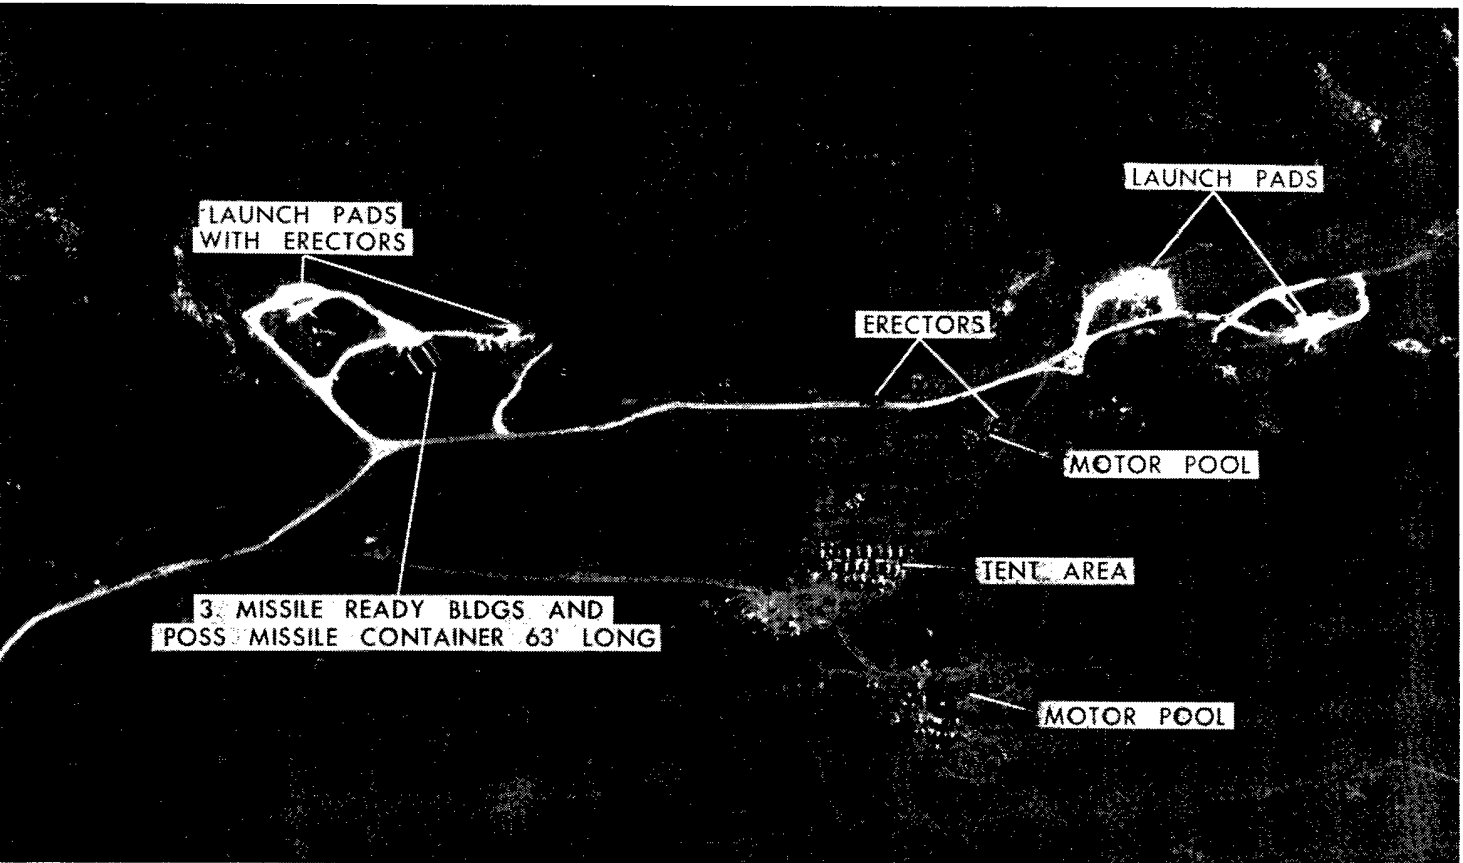 LAUNCH PADS
LAUNCH PADS
WITH ERECTORS
ERECTORS
MOTOR POOL
TENT AREA
3 MISSILE READY BLDGS AND
POSS MISSILE CONTAINER 63' LONG
MOTOR POOL